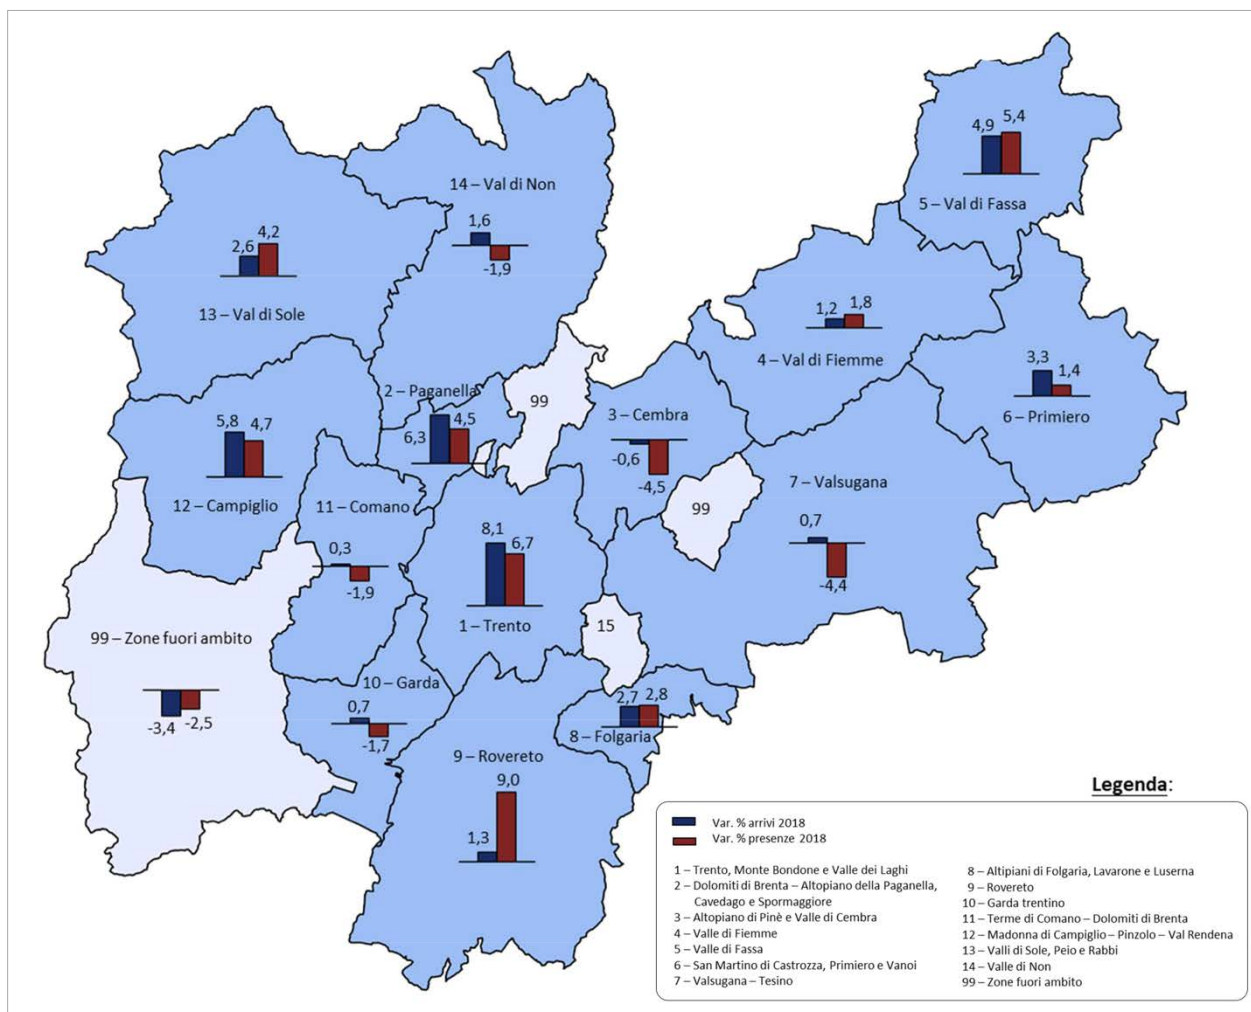 4,9 5,4
5 – Val di Fassa
14 – Val di Non
1,6
-1,9
2,6 4,2
13 – Val di Sole
1,2 1,8
4 – Val di Fiemme
3,3 1,4
6 – Primiero
2 – Paganella
6,3 4,5
99
3 – Cembra
-0,6
-4,5
5,8 4,7
12 – Campiglio
11 – Comano
0,3
-1,9
7 – Valsugana
0,7
-4,4
99
8,1 6,7
1 – Trento
15
99 – Zone fuori ambito
-3,4 -2,5
10 – Garda
0,7
-1,7
2,7 2,8
8 – Folgaria
9 – Rovereto
9,0
1,3
Legenda:
Var. % arrivi 2018
Var. % presenze 2018
1 – Trento, Monte Bondone e Valle dei Laghi
2 – Dolomiti di Brenta – Altopiano della Paganella,
Cavedago e Spormaggiore
3 – Altopiano di Pinè e Valle di Cembra
4 – Valle di Fiemme
5 – Valle di Fassa
6 – San Martino di Castrozza, Primiero e Vanoi
7 – Valsugana – Tesino
8 – Altipiani di Folgaria, Lavarone e Luserna
9 – Rovereto
10 – Garda trentino
11 – Terme di Comano – Dolomiti di Brenta
12 – Madonna di Campiglio – Pinzolo – Val Rendena
13 – Valli di Sole, Peio e Rabbi
14 – Valle di Non
99 – Zone fuori ambito